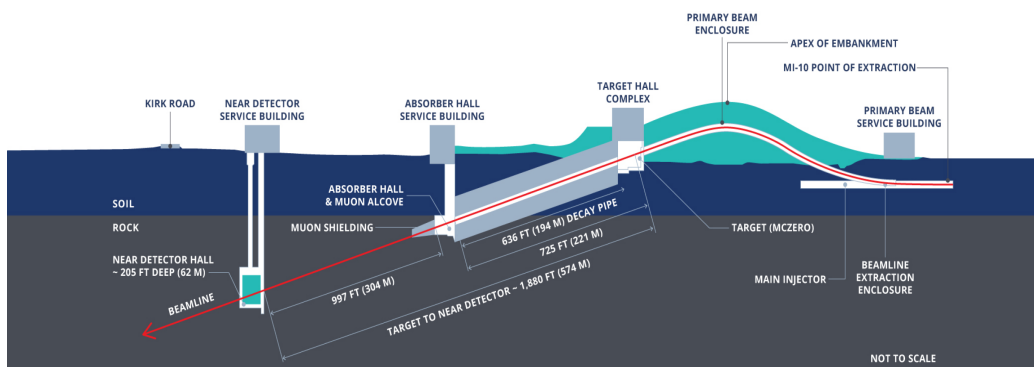 PRIMARY BEAM
ENCLOSURE
APEX OF EMBANKMENT
MI-10 POINT OF EXTRACTION
KIRK ROAD
NEAR DETECTOR
SERVICE BUILDING
ABSORBER HALL
SERVICE BUILDING
TARGET HALL
COMPLEX
PRIMARY BEAM
SERVICE BUILDING
ABSORBER HALL
& MUON ALCOVE
SOIL
ROCK
MUON SHIELDING
636 FT (194 M) DECAY PIPE
725 FT (221 M)
TARGET (MCZERO)
NEAR DETECTOR HALL
~ 205 FT DEEP (62 M)
MAIN INJECTOR
BEAMLINE
EXTRACTION
ENCLOSURE
BEAMLINE
997 FT (304 M)
TARGET TO NEAR DETECTOR ~ 1,880 FT (574 M)
NOT TO SCALE